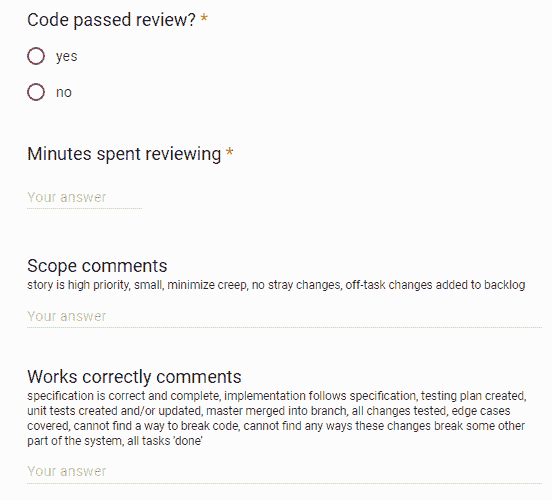 Code passed review? *
yes
no
Minutes spent reviewing *
Your answer
Scope comments
story is high priority, small, minimize creep, no stray changes, off-task changes added to backlog
Your answer
Works correctly comments
specification is correct and complete, implementation follows specification, testing plan created,
unit tests created and/or updated, master merged into branch, all changes tested, edge cases
covered, cannot find a way to break code, cannot find any ways these changes break some other
part of the system, all tasks 'done'
Your answer